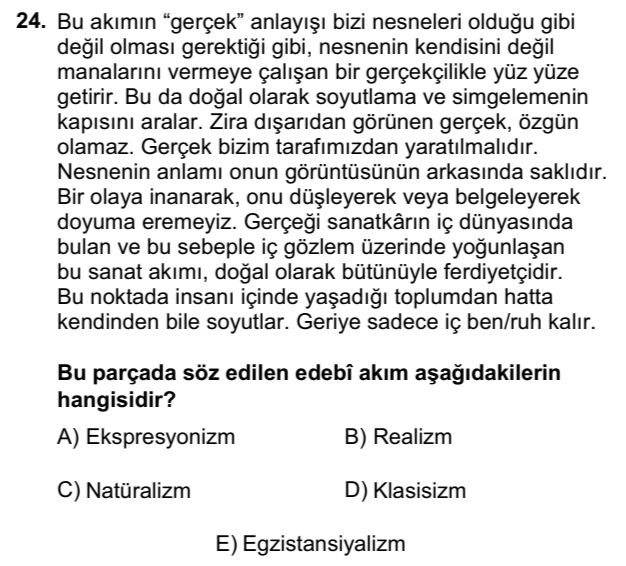 24. Bu akımın “gerçek” anlayışı bizi nesneleri olduğu gibi
değil olması gerektiği gibi, nesnenin kendisini değil
manalarını vermeye çalışan bir gerçekçilikle yüz yüze
getirir. Bu da doğal olarak soyutlama ve simgelemenin
kapısını aralar. Zira dışarıdan görünen gerçek, özgün
olamaz. Gerçek bizim tarafımızdan yaratılmalıdır.
Nesnenin anlamı onun görüntüsünün arkasında saklıdır.
Bir olaya inanarak, onu düşleyerek veya belgeleyerek
doyuma eremeyiz. Gerçeği sanatkârın iç dünyasında
bulan ve bu sebeple iç gözlem üzerinde yoğunlaşan
bu sanat akımı, doğal olarak bütünüyle ferdiyetçidir.
Bu noktada insanı içinde yaşadığı toplumdan hatta
kendinden bile soyutlar. Geriye sadece iç ben/ruh kalır.
Bu parçada söz edilen edebî akım aşağıdakilerin
hangisidir?
A) Ekspresyonizm B) Realizm
C) Natüralizm D) Klasisizm
E) Egzistansiyalizm